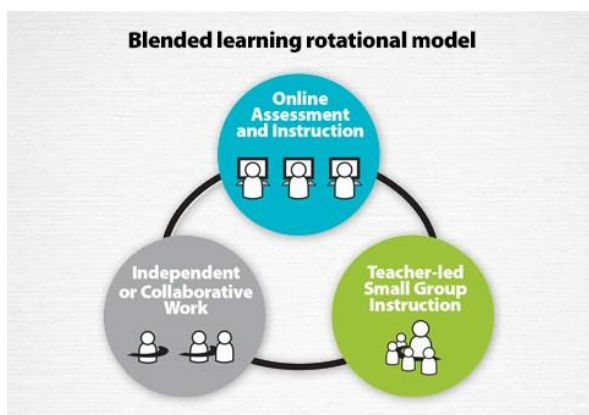 Blended learning rotational model
Online
Assessment
and Instruction
Independent
or Collaborative
Work
Teacher-led
Small Group
Instruction